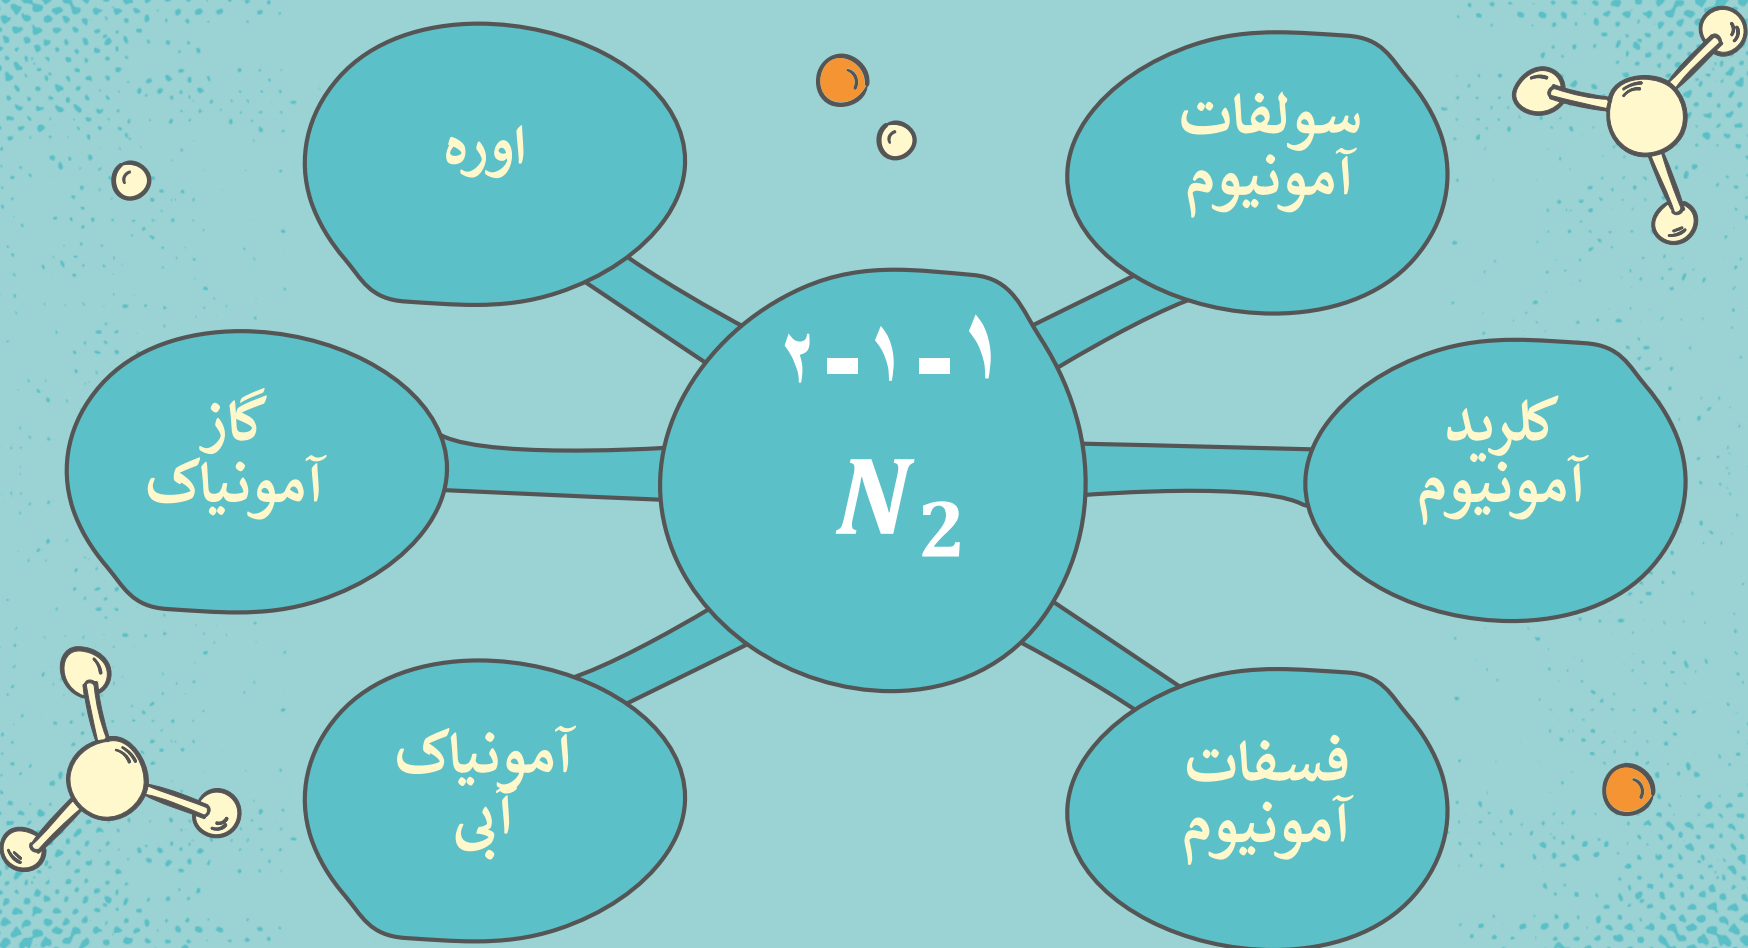 ۱-۱-۲
N₂
سولفات
آمونیوم
کلرید
آمونیوم
فسفات
آمونیوم
اوره
گاز
آمونیاک
آمونیاک
آبی